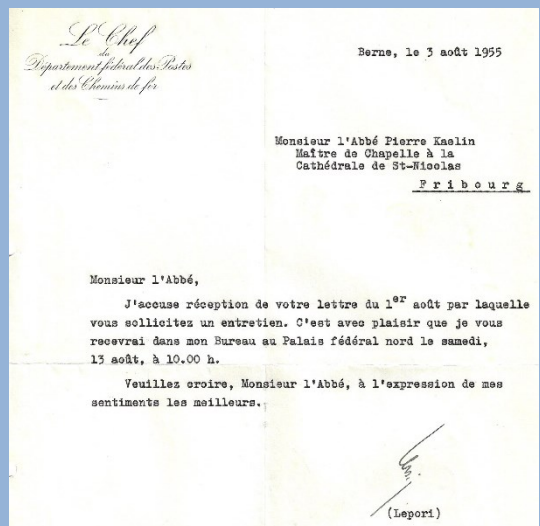 Le Chef
du
Département fédéral des Postes
et des Chemins de fer
Berne, le 3 août 1955
Monsieur l'Abbé Pierre Kaelin
Maître de Chapelle à la
Cathédrale de St-Nicolas
Fribourg
Monsieur l'Abbé,
J'accuse réception de votre lettre du 1er août par laquelle
vous sollicitez un entretien. C'est avec plaisir que je vous
recevrai dans mon Bureau au Palais fédéral nord le samedi,
13 août, à 10.00 h.
Veuillez croire, Monsieur l'Abbé, à l'expression de mes
sentiments les meilleurs.
(Lepori)